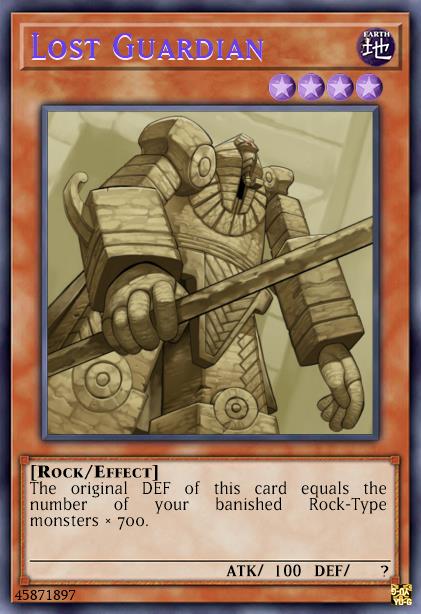 Lost Guardian
EARTH
地
[Rock/Effect]
The original DEF of this card equals the
number of your banished Rock-Type
monsters × 700.
ATK/ 100 DEF/ ?
45871897